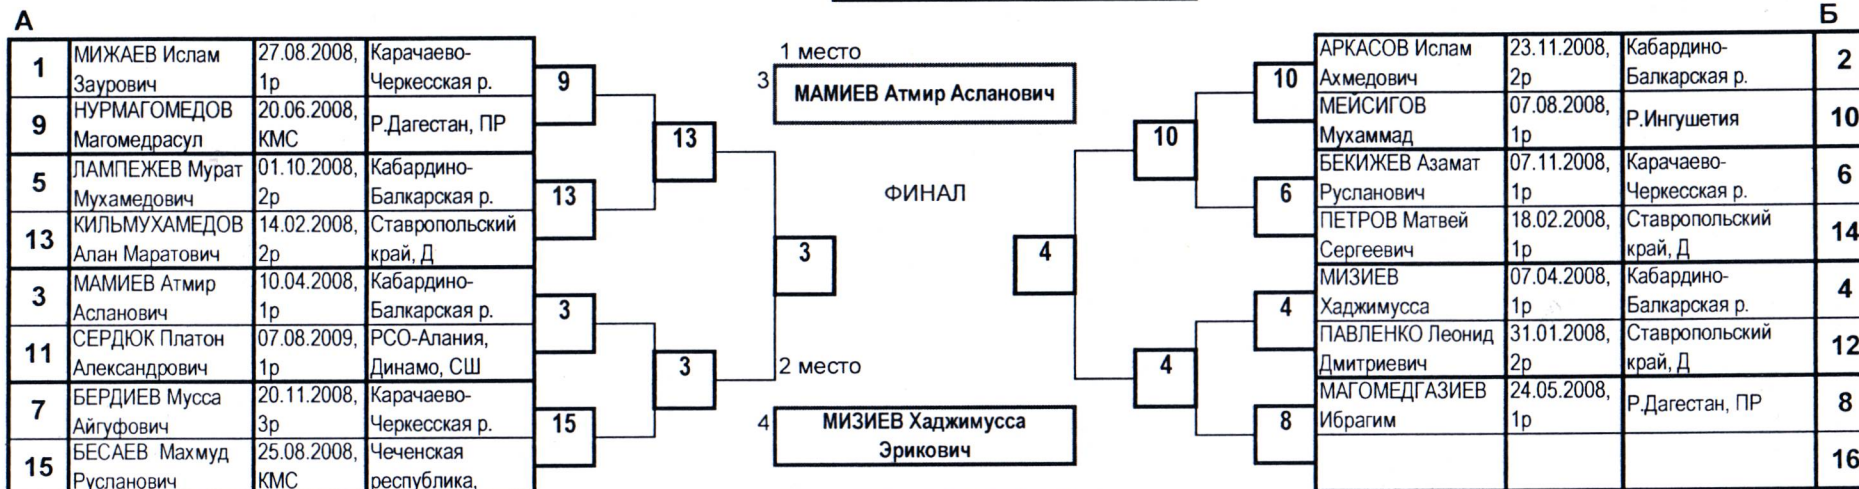 А
Б
1 МИЖАЕВ Ислам 27.08.2008, Карачаево-
Заурович 1р Черкесская р.
9 НУРМАГОМЕДОВ 20.06.2008, Р.Дагестан, ПР
Магомедрасул КМС
5 ЛАМПЕЖЕВ Мурат 01.10.2008, Кабардино-
Мухамедович 2р Балкарская р.
13 КИЛЬМУХАМЕДОВ 14.02.2008, Ставропольский
Алан Маратович 2р край, Д
3 МАМИЕВ Атмир 10.04.2008, Кабардино-
Асланович 1р Балкарская р.
11 СЕРДЮК Платон 07.08.2009, РСО-Алания,
Александрович 1р Динамо, СШ
7 БЕРДИЕВ Мусса 20.11.2008, Карачаево-
Айгуфович 3р Черкесская р.
15 БЕСАЕВ Махмуд 25.08.2008, Чеченская
Русланович КМС республика,
9
13
3
15
13
3
3
1 место
3 МАМИЕВ Атмир Асланович
ФИНАЛ
2 место
4 МИЗИЕВ Хаджимусса
Эрикович
4
10
4
10
6
4
8
АРКАСОВ Ислам 23.11.2008, Кабардино- 2
Ахмедович 2р Балкарская р.
МЕЙСИГОВ 07.08.2008, Р.Ингушетия 10
Мухаммад 1р
БЕКИЖЕВ Азамат 07.11.2008, Карачаево- 6
Русланович 1р Черкесская р.
ПЕТРОВ Матвей 18.02.2008, Ставропольский 14
Сергеевич 1р край, Д
МИЗИЕВ 07.04.2008, Кабардино- 4
Хаджимусса 1р Балкарская р.
ПАВЛЕНКО Леонид 31.01.2008, Ставропольский 12
Дмитриевич 2р край, Д
МАГОМЕДГАЗИЕВ 24.05.2008, Р.Дагестан, ПР 8
Ибрагим 1р
16